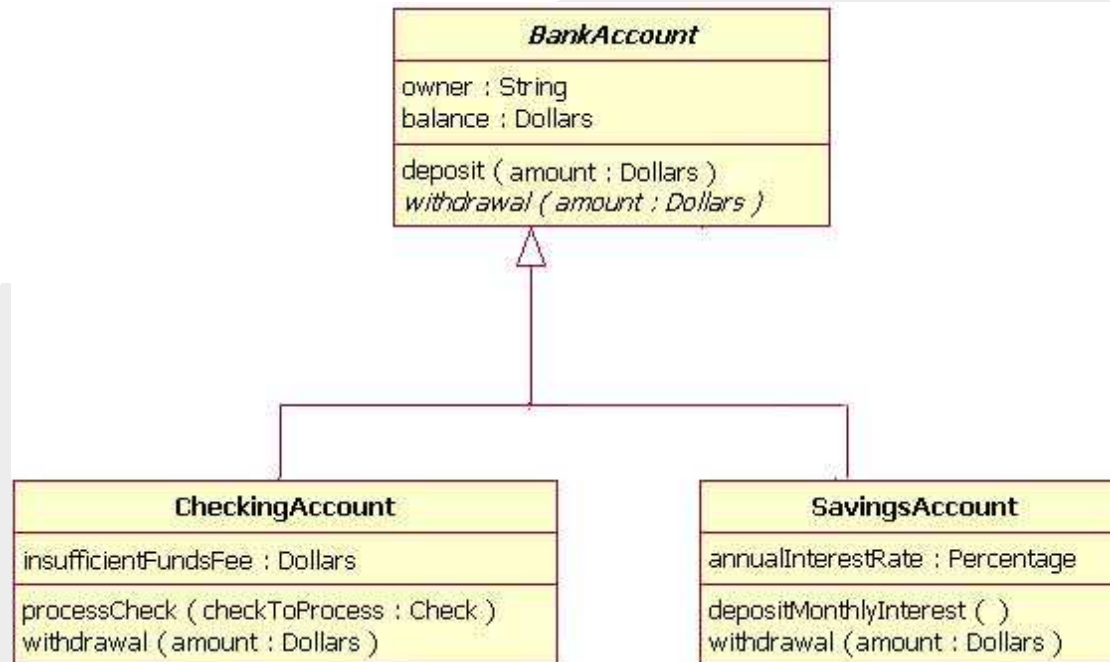 BankAccount
owner : String
balance : Dollars
deposit ( amount : Dollars )
withdrawal ( amount : Dollars )
CheckingAccount
insufficientFundsFee : Dollars
processCheck ( checkToProcess : Check )
withdrawal ( amount : Dollars )
SavingsAccount
annualInterestRate : Percentage
depositMonthlyInterest ( )
withdrawal ( amount : Dollars )